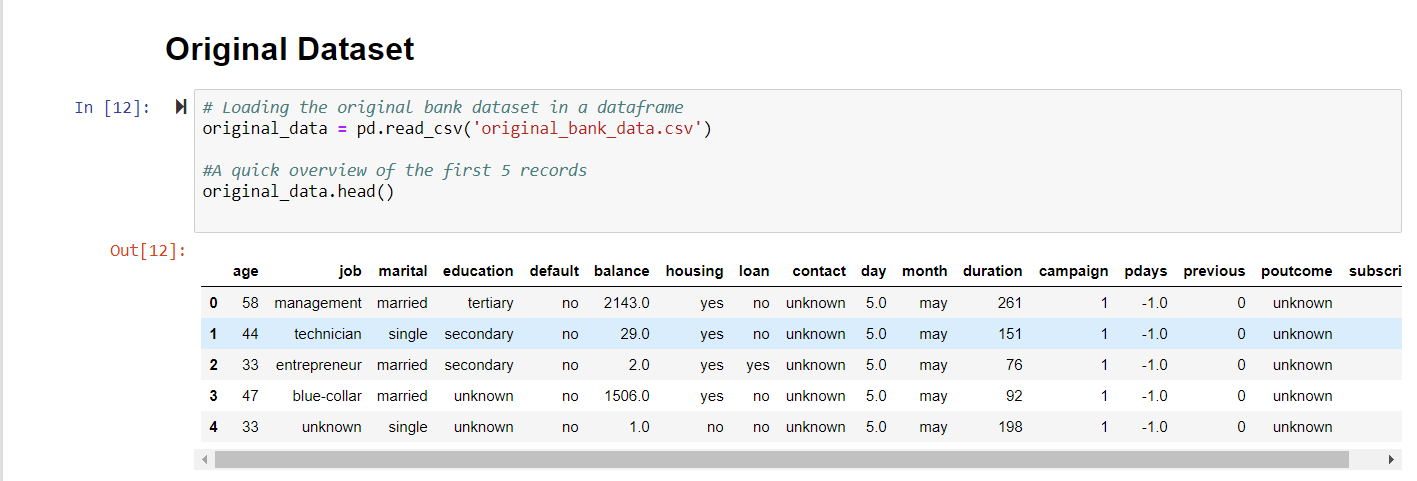 Original Dataset
In [12]:
# Loading the original bank dataset in a dataframe
original_data = pd.read_csv('original_bank_data.csv')
#A quick overview of the first 5 records
original_data.head()
Out[12]:
age job marital education default balance housing loan contact day month duration campaign pdays previous poutcome subscri
0 58 management married tertiary no 2143.0 yes no unknown 5.0 may 261 1 -1.0 0 unknown
1 44 technician single secondary no 29.0 yes no unknown 5.0 may 151 1 -1.0 0 unknown
2 33 entrepreneur married secondary no 2.0 yes yes unknown 5.0 may 76 1 -1.0 0 unknown
3 47 blue-collar married unknown no 1506.0 yes no unknown 5.0 may 92 1 -1.0 0 unknown
4 33 unknown single unknown no 1.0 no no unknown 5.0 may 198 1 -1.0 0 unknown